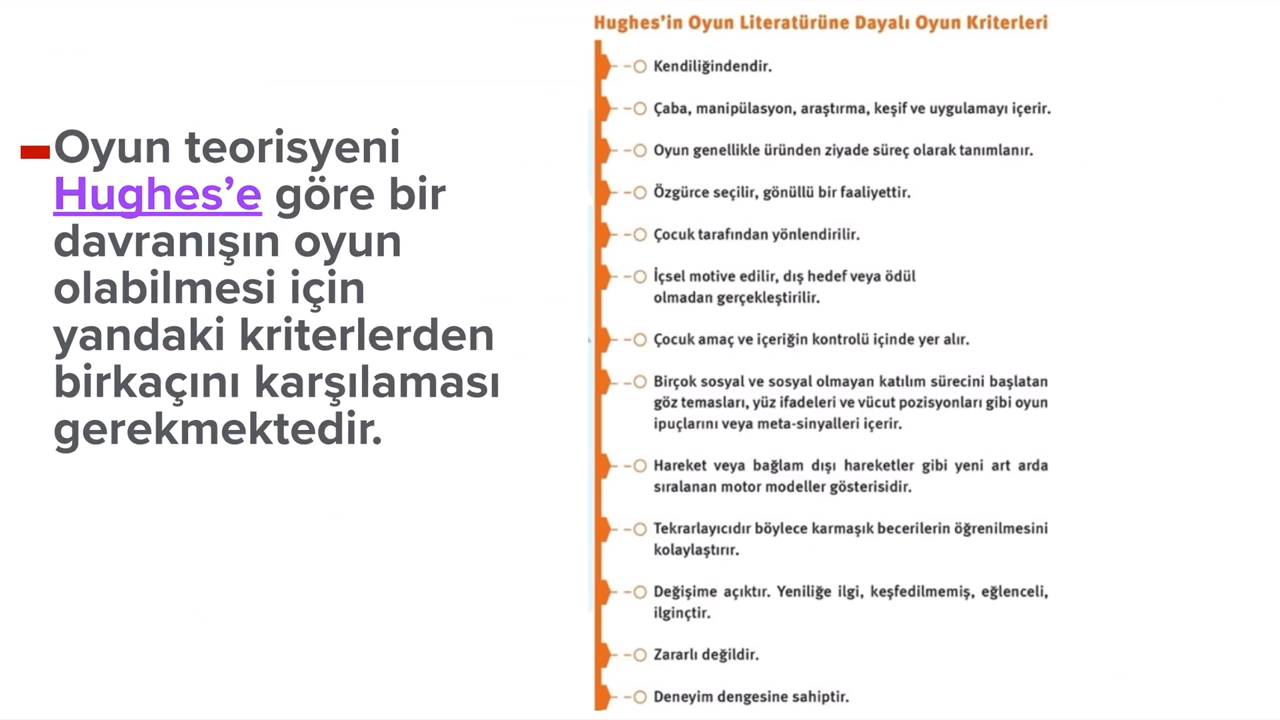 Oyun teorisyeni
Hughes’e göre bir
davranışın oyun
olabilmesi için
yandaki kriterlerden
birkaçını karşılaması
gerekmektedir.
Hughes’in Oyun Literatürüne Dayalı Oyun Kriterleri
Kendiliğindendir.
Çaba, manipülasyon, araştırma, keşif ve uygulamayı içerir.
Oyun genellikle üründen ziyade süreç olarak tanımlanır.
Özgürce seçilir, gönüllü bir faaliyettir.
Çocuk tarafından yönlendirilir.
İçsel motive edilir, dış hedef veya ödül
olmadan gerçekleştirilir.
Çocuk amaç ve içeriğin kontrolü içinde yer alır.
Birçok sosyal ve sosyal olmayan katılım sürecini başlatan
göz temasları, yüz ifadeleri ve vücut pozisyonları gibi oyun
ipuçlarını veya meta-sinyalleri içerir.
Hareket veya bağlam dışı hareketler gibi yeni art arda
sıralanan motor modeller gösterisidir.
Tekrarlayıcıdır böylece karmaşık becerilerin öğrenilmesini
kolaylaştırır.
Değişime açıktır. Yeniliğe ilgi, keşfedilmemiş, eğlenceli,
ilginçtir.
Zararlı değildir.
Deneyim dengesine sahiptir.